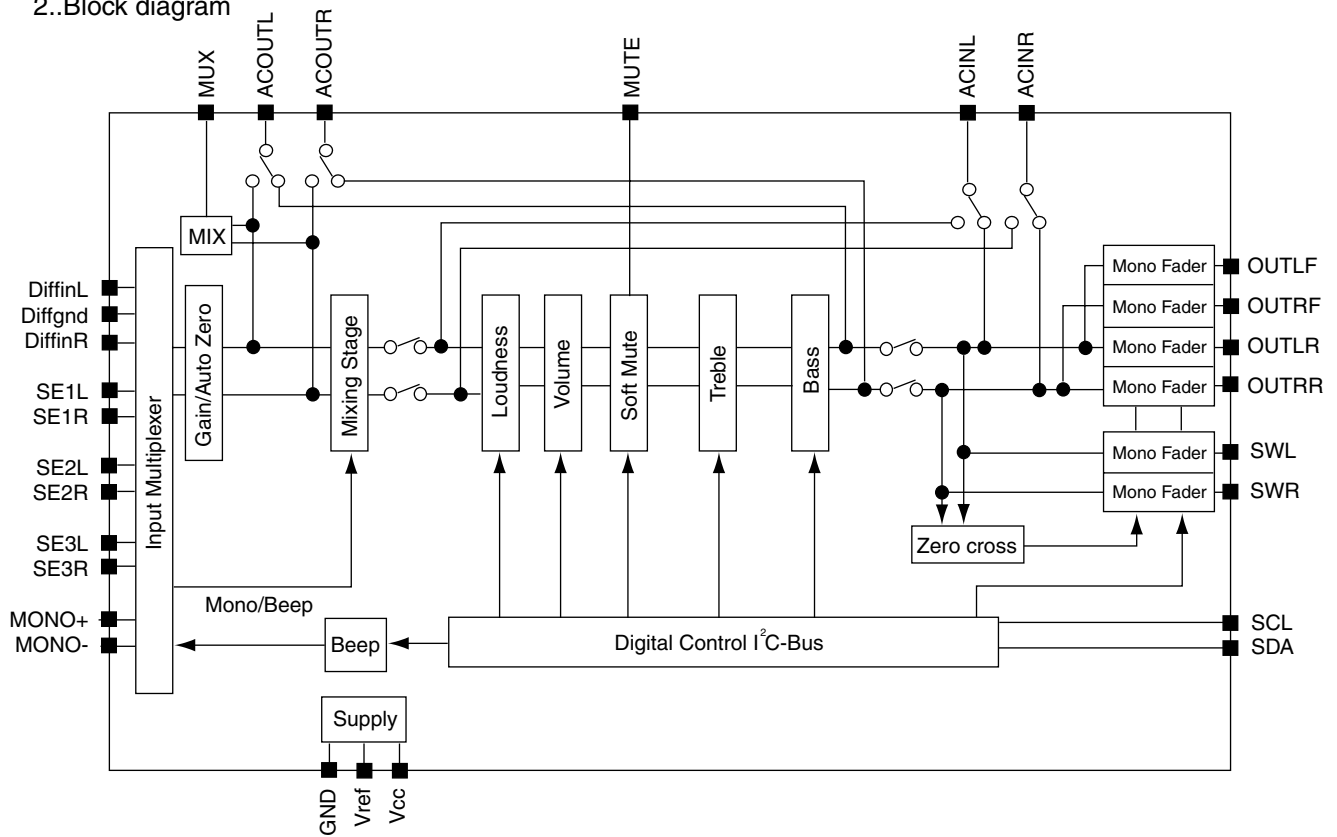 2..Block diagram
MUX
ACOUTL
ACOUTR
MUTE
ACINL
ACINR
MIX
DiffinL
Diffgnd
DiffinR
SE1L
SE1R
SE2L
SE2R
SE3L
SE3R
MONO+
MONO-
Input Multiplexer
Gain/Auto Zero
Mixing Stage
Loudness
Volume
Soft Mute
Treble
Bass
Mono Fader
Mono Fader
Mono Fader
Mono Fader
Mono Fader
Mono Fader
OUTLF
OUTRF
OUTLR
OUTRR
SWL
SWR
Zero cross
Mono/Beep
Beep
Digital Control I²C-Bus
SCL
SDA
Supply
GND
Vref
Vcc